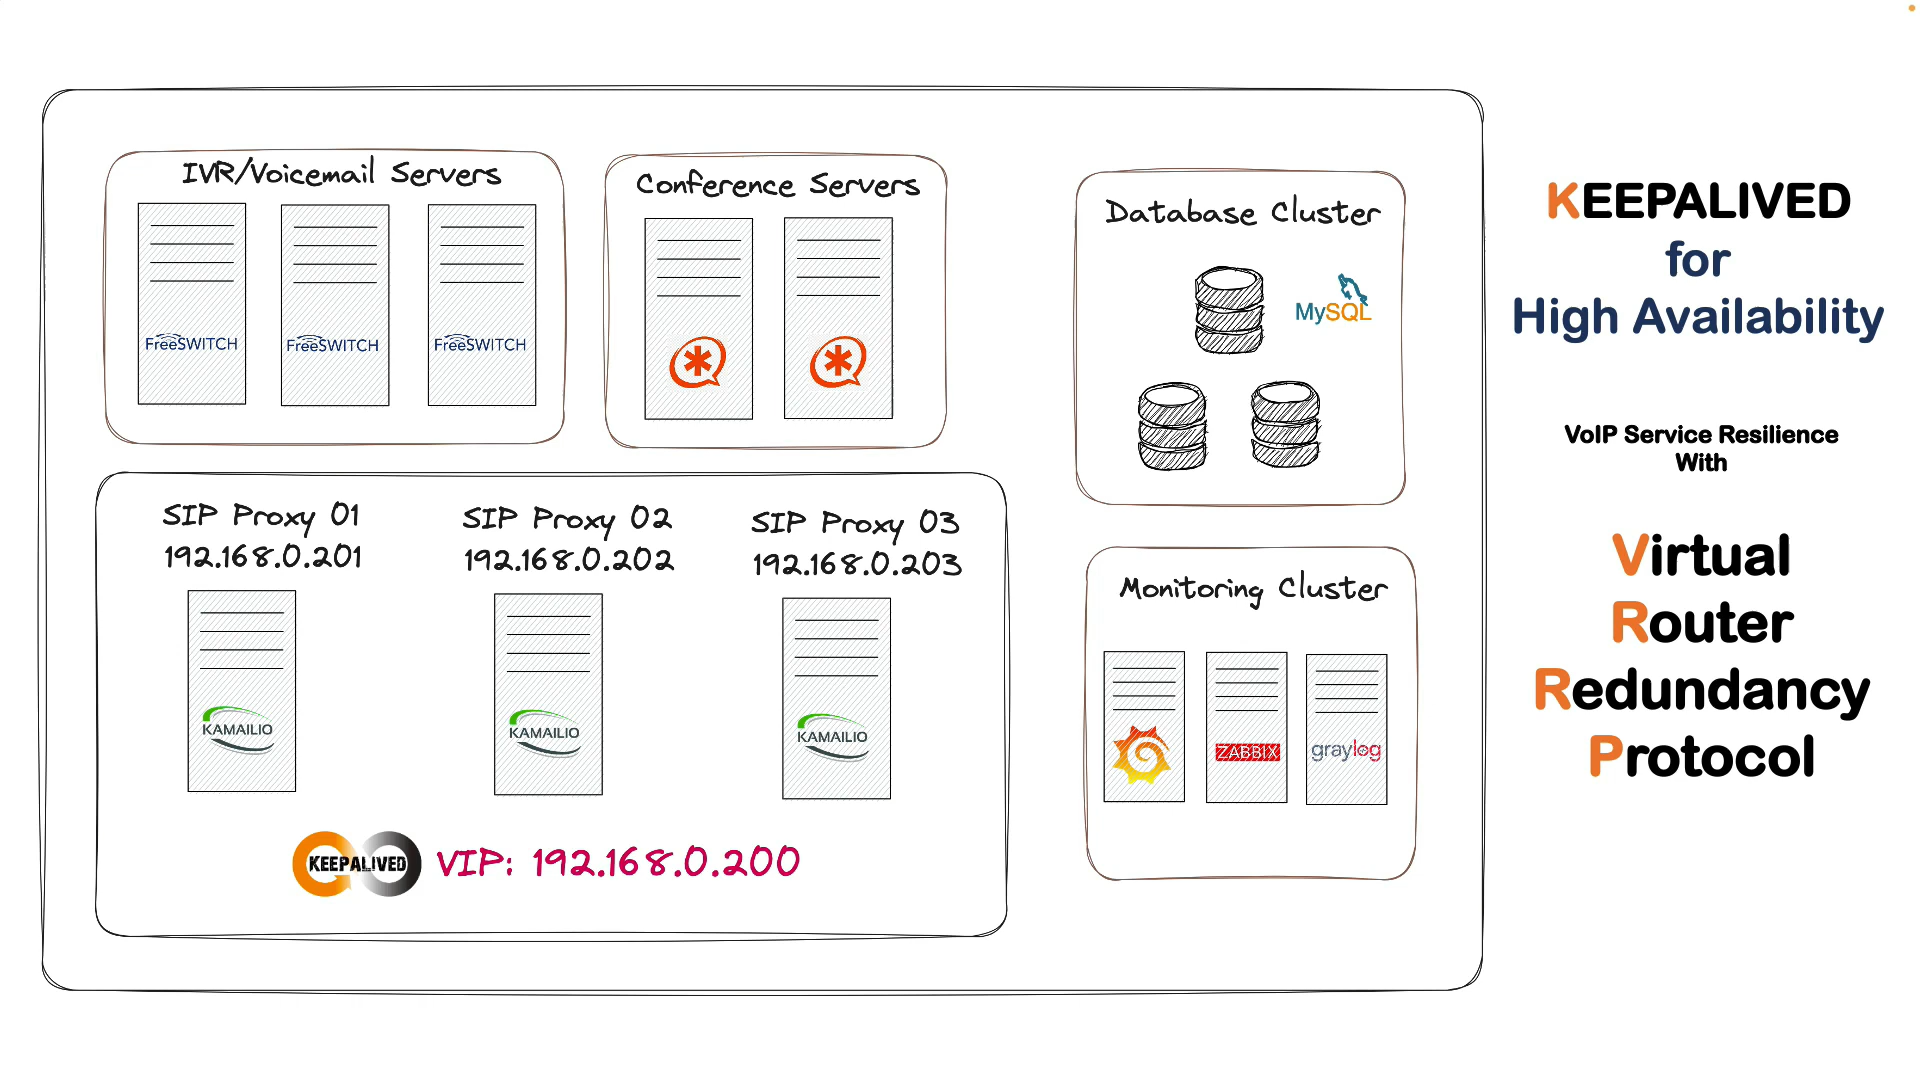 IVR/Voicemail Servers
FreeSWITCH
FreeSWITCH
FreeSWITCH
Conference Servers
Database Cluster
MySQL
SIP Proxy 01
192.168.0.201
KAMAILIO
SIP Proxy 02
192.168.0.202
KAMAILIO
SIP Proxy 03
192.168.0.203
KAMAILIO
KEEPALIVED
VIP: 192.168.0.200
Monitoring Cluster
ZABBIX
graylog
KEEPALIVED
for
High Availability
VoIP Service Resilience
With
Virtual
Router
Redundancy
Protocol